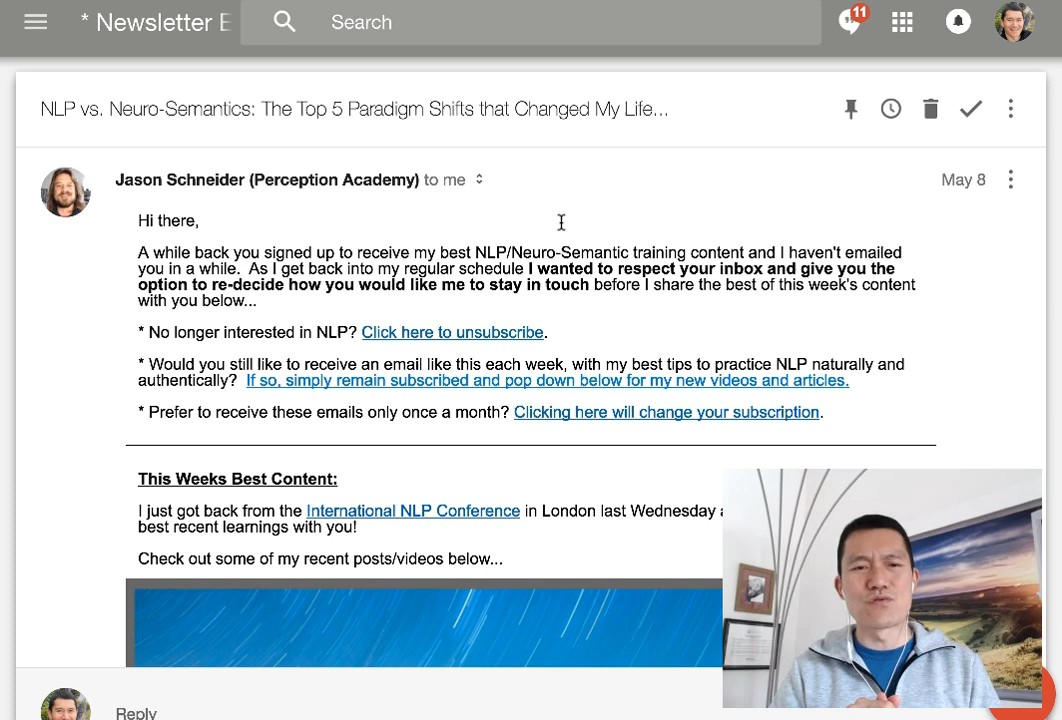 * Newsletter E
Search
11
NLP vs. Neuro-Semantics: The Top 5 Paradigm Shifts that Changed My Life...
Jason Schneider (Perception Academy) to me
May 8
Hi there,
A while back you signed up to receive my best NLP/Neuro-Semantic training content and I haven't emailed
you in a while. As I get back into my regular schedule I wanted to respect your inbox and give you the
option to re-decide how you would like me to stay in touch before I share the best of this week's content
with you below...
* No longer interested in NLP? Click here to unsubscribe.
* Would you still like to receive an email like this each week, with my best tips to practice NLP naturally and
authentically? If so, simply remain subscribed and pop down below for my new videos and articles.
* Prefer to receive these emails only once a month? Clicking here will change your subscription.
This Weeks Best Content:
I just got back from the International NLP Conference in London last Wednesday
best recent learnings with you!
Check out some of my recent posts/videos below...
Reply